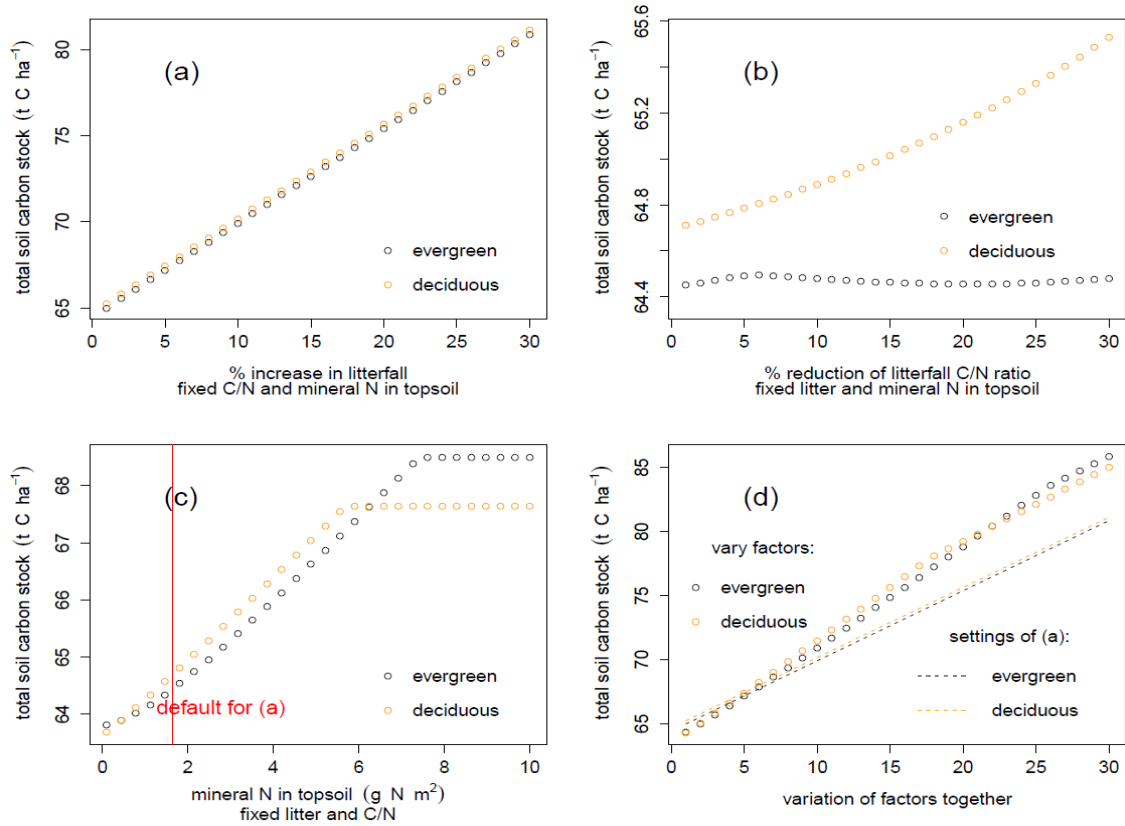 (a)
total soil carbon stock (t C ha⁻¹)
65
70
75
80
evergreen
deciduous
0
5
10
15
20
25
30
% increase in litterfall
fixed C/N and mineral N in topsoil
(b)
total soil carbon stock (t C ha⁻¹)
64.4
64.8
65.2
65.6
evergreen
deciduous
0
5
10
15
20
25
30
% reduction of litterfall C/N ratio
fixed litter and mineral N in topsoil
(c)
total soil carbon stock (t C ha⁻¹)
64
65
66
67
68
default for (a)
evergreen
deciduous
0
2
4
6
8
10
mineral N in topsoil (g N m²)
fixed litter and C/N
(d)
total soil carbon stock (t C ha⁻¹)
65
70
75
80
85
vary factors:
evergreen
deciduous
settings of (a):
evergreen
deciduous
0
5
10
15
20
25
30
variation of factors together